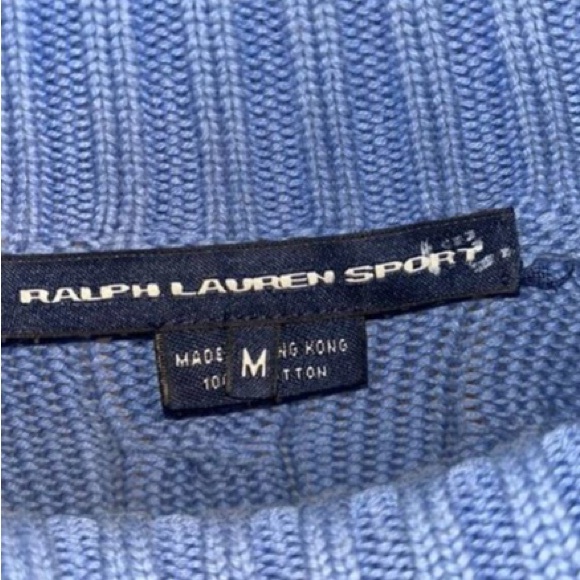 RALPH LAUREN SPORT
MADE NG KONG
M
10 TTON